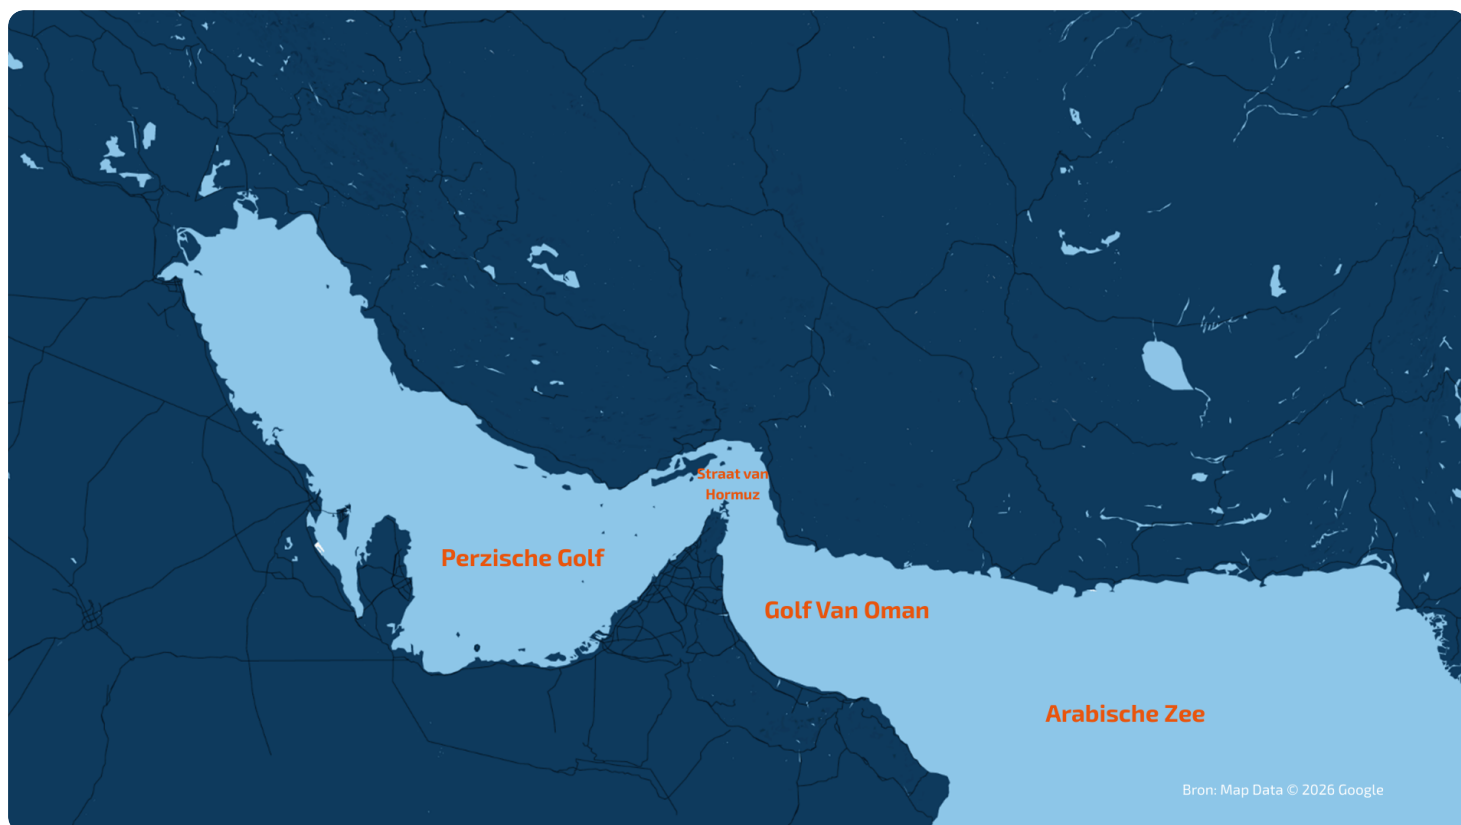 Straat van
Hormuz
Perzische Golf
Golf Van Oman
Arabische Zee
Bron: Map Data © 2026 Google